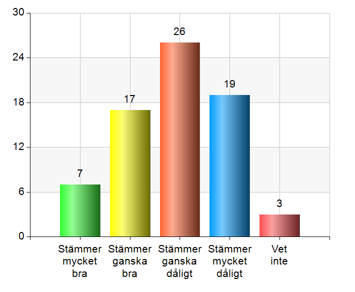 30
24
18
12
6
0
7
17
26
19
3
Stämmer
mycket
bra
Stämmer
ganska
bra
Stämmer
ganska
dåligt
Stämmer
mycket
dåligt
Vet
inte